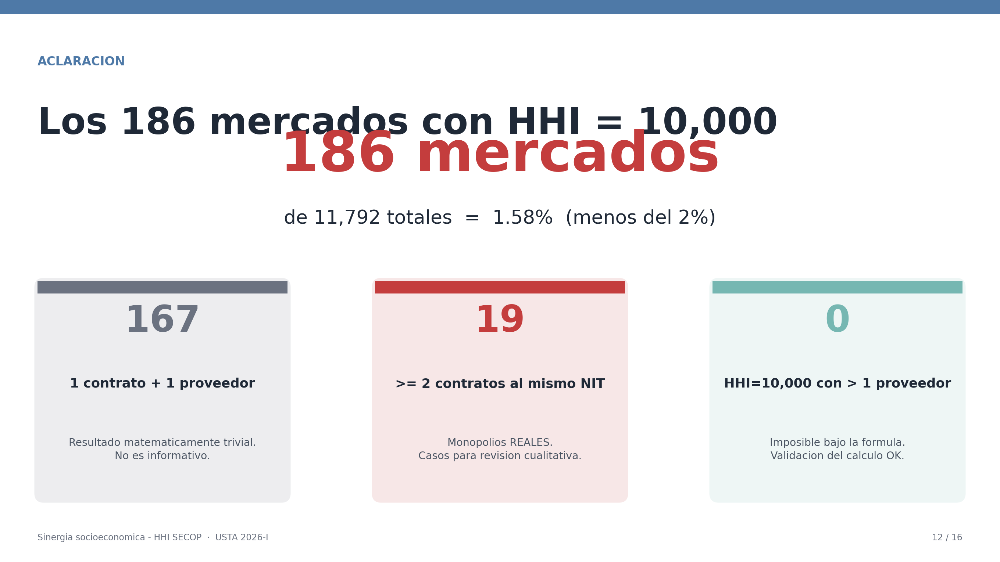 ACLARACION
Los 186 mercados con HHI = 10,000
186 mercados
de 11,792 totales = 1.58% (menos del 2%)
167
1 contrato + 1 proveedor
Resultado matematicamente trivial.
No es informativo.
19
>= 2 contratos al mismo NIT
Monopolios REALES.
Casos para revision cualitativa.
0
HHI=10,000 con > 1 proveedor
Imposible bajo la formula.
Validacion del calculo OK.
Sinergia socioeconomica - HHI SECOP · USTA 2026-I
12 / 16